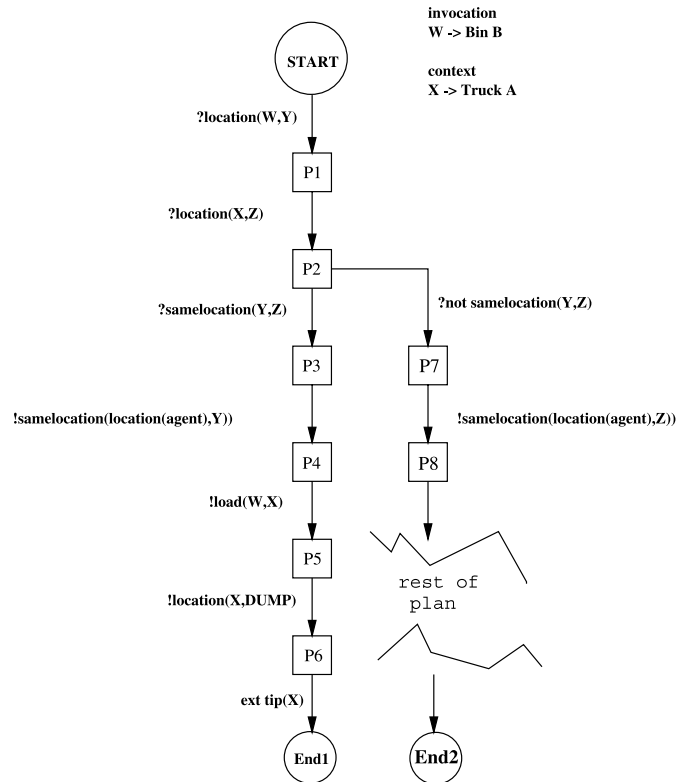 invocation
W -> Bin B
context
X -> Truck A
START
?location(W,Y)
P1
?location(X,Z)
P2
?samelocation(Y,Z)
?not samelocation(Y,Z)
P3
P7
!samelocation(location(agent),Y))
!samelocation(location(agent),Z))
P4
P8
!load(W,X)
P5
rest of
plan
!location(X,DUMP)
P6
ext tip(X)
End1
End2